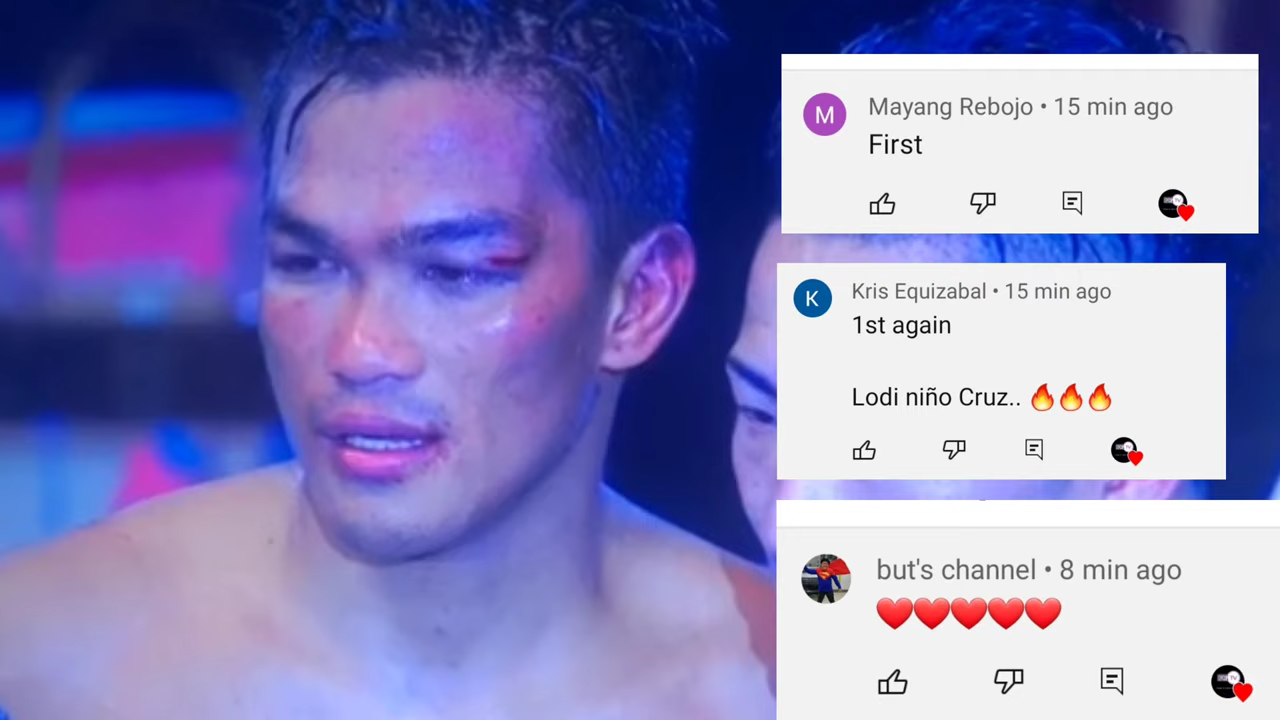 M
Mayang Rebojo • 15 min ago
First
K
Kris Equizabal • 15 min ago
1st again
Lodi niño Cruz.. 🔥🔥🔥
but's channel • 8 min ago
❤️❤️❤️❤️❤️